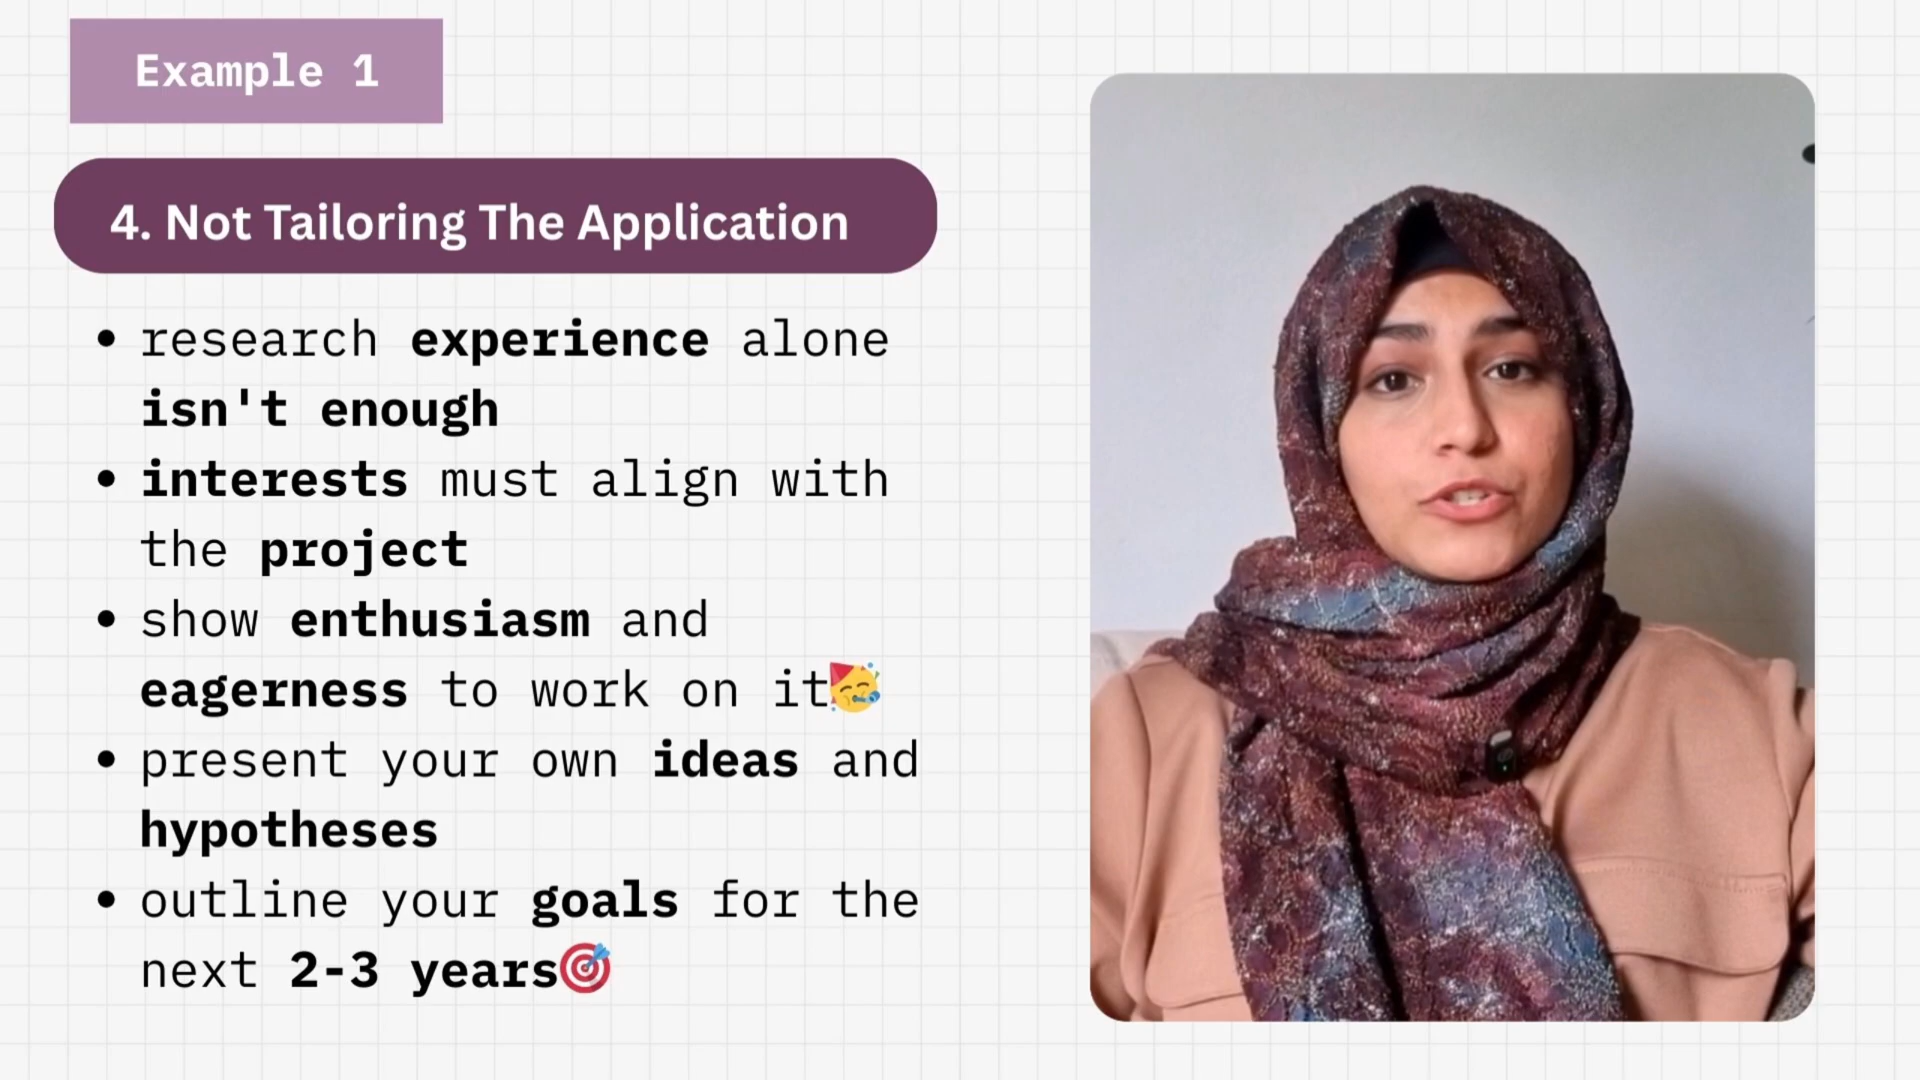 Example 1
4. Not Tailoring The Application
• research experience alone
isn't enough
• interests must align with
the project
• show enthusiasm and
eagerness to work on it🥳
• present your own ideas and
hypotheses
• outline your goals for the
next 2-3 years🎯